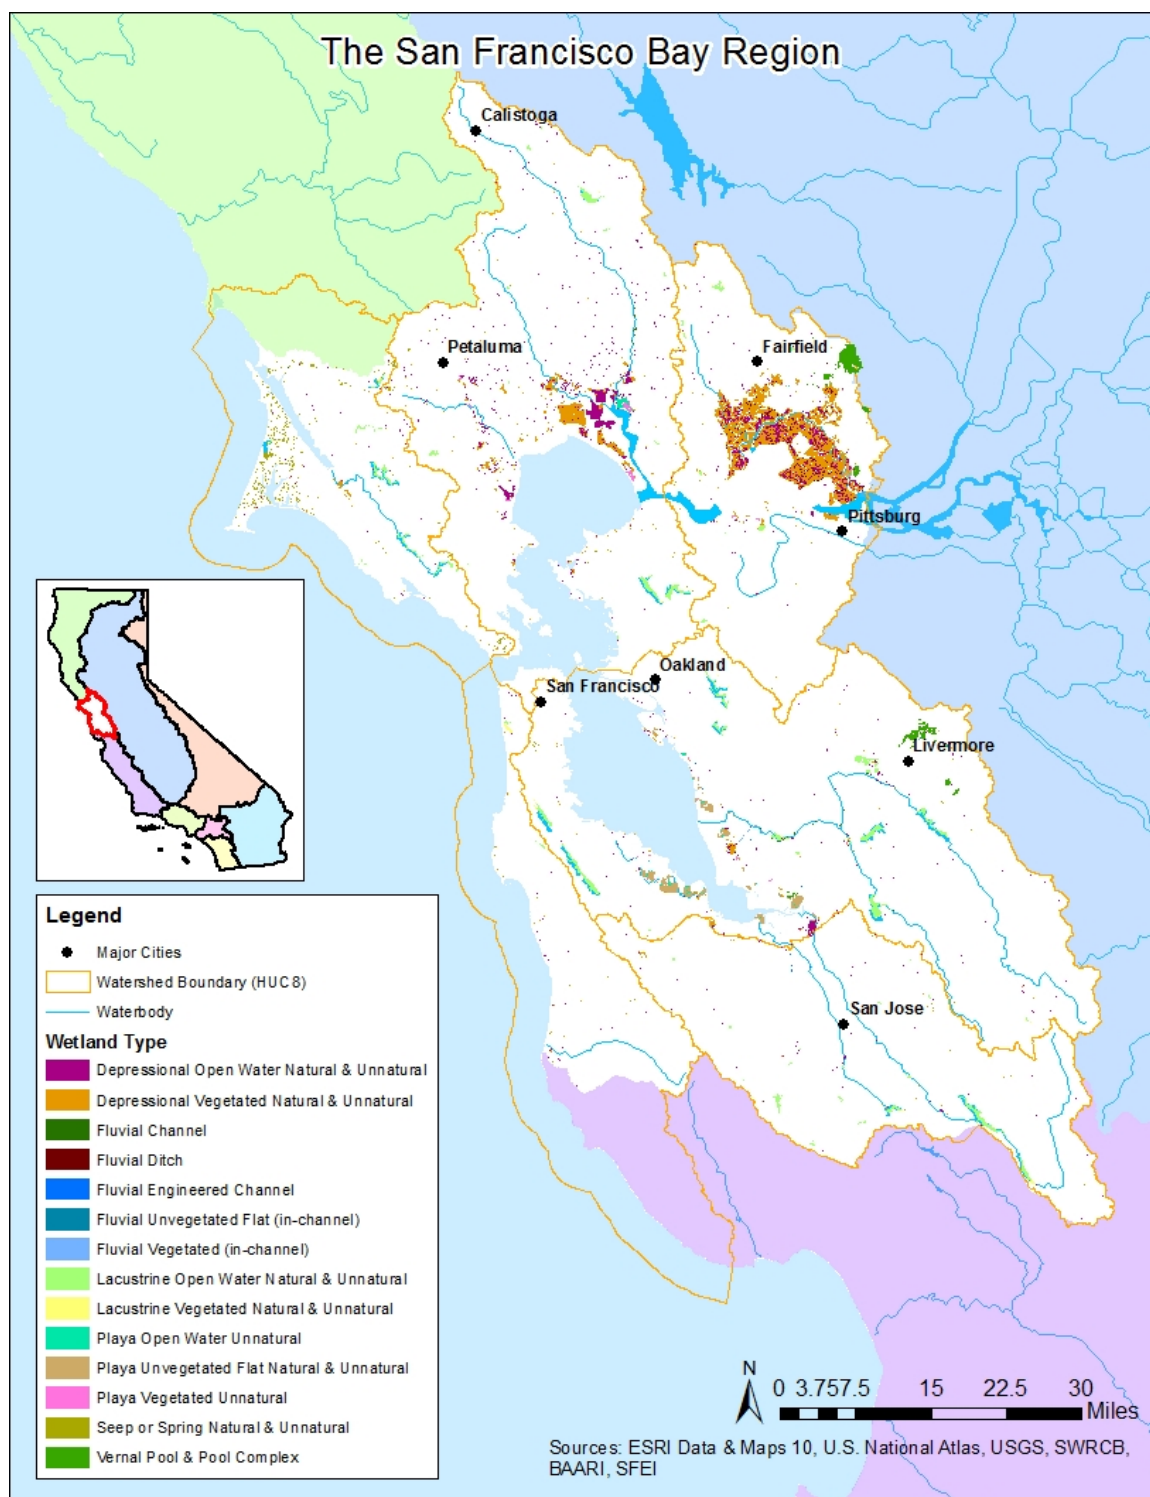 The San Francisco Bay Region
Calistoga
Petaluma
Fairfield
Pittsburg
Oakland
San Francisco
Livermore
San Jose
Legend
Major Cities
Watershed Boundary (HUC8)
Waterbody
Wetland Type
Depressional Open Water Natural & Unnatural
Depressional Vegetated Natural & Unnatural
Fluvial Channel
Fluvial Ditch
Fluvial Engineered Channel
Fluvial Unvegetated Flat (in-channel)
Fluvial Vegetated (in-channel)
Lacustrine Open Water Natural & Unnatural
Lacustrine Vegetated Natural & Unnatural
Playa Open Water Unnatural
Playa Unvegetated Flat Natural & Unnatural
Playa Vegetated Unnatural
Seep or Spring Natural & Unnatural
Vernal Pool & Pool Complex
N
0 3.757.5 15 22.5 30
Miles
Sources: ESRI Data & Maps 10, U.S. National Atlas, USGS, SWRCB,
BAARI, SFEI